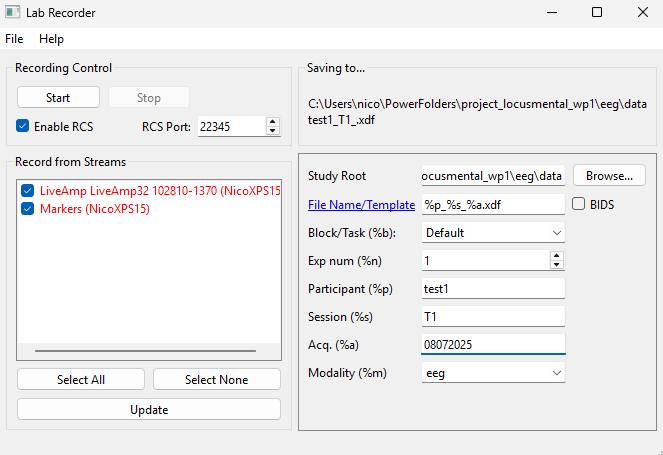 Lab Recorder
File Help
Recording Control
Start Stop
Enable RCS RCS Port: 22345
Record from Streams
LiveAmp LiveAmp32 102810-1370 (NicoXPS15
Markers (NicoXPS15)
Select All Select None
Update
Saving to...
C:\Users\nico\PowerFolders\project_locusmental_wp1\eeg\data
test1_T1_.xdf
Study Root ocusmental_wp1\eeg\data Browse...
File Name/Template %p_%s_%a.xdf BIDS
Block/Task (%b): Default
Exp num (%n) 1
Participant (%p) test1
Session (%s) T1
Acq. (%a) 08072025
Modality (%m) eeg